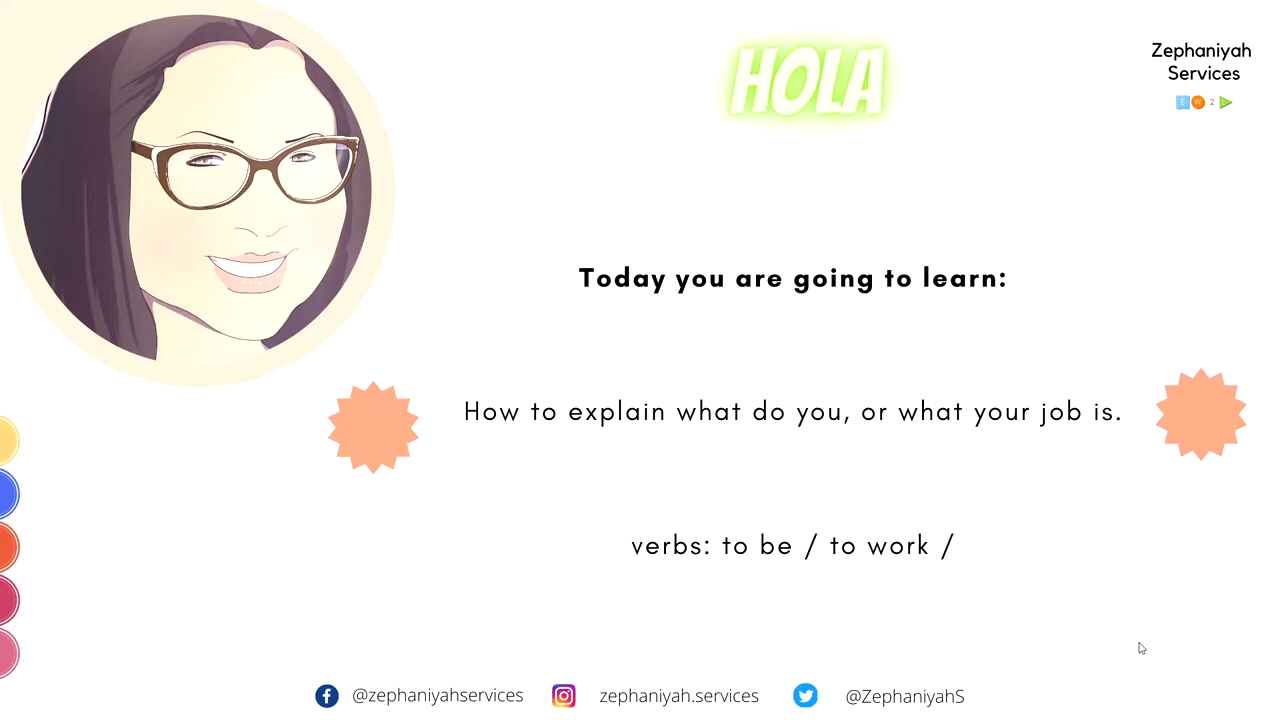 HOLA
Zephaniyah
Services
E W 2 L
Today you are going to learn:
How to explain what do you, or what your job is.
verbs: to be / to work /
@zephaniyahservices
zephaniyah.services
@ZephaniyahS